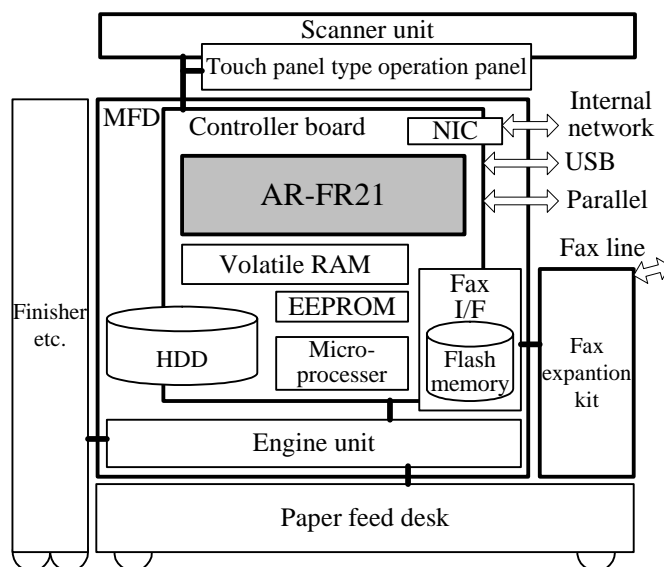 Scanner unit
Touch panel type operation panel
MFD
Controller board
NIC
Internal
network
USB
Parallel
AR-FR21
Volatile RAM
EEPROM
HDD
Micro-
processer
Fax
I/F
Flash
memory
Fax line
Finisher
etc.
Fax
expantion
kit
Engine unit
Paper feed desk